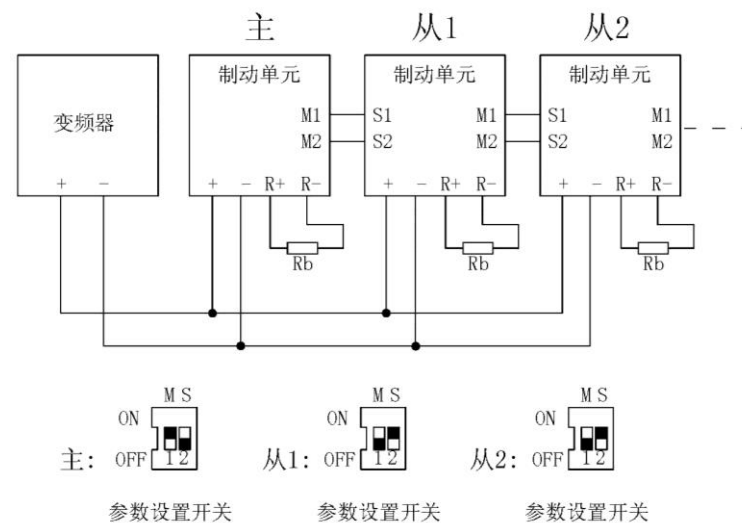 主 从1 从2
变频器
制动单元 制动单元 制动单元
M1 S1 M1 S1 M1
M2 S2 M2 S2 M2
+ − + − R+ R- + − R+ R- + − R+ R-
Rb Rb Rb
M S M S M S
ON ON ON
主: OFF 1 2 从1: OFF 1 2 从2: OFF 1 2
参数设置开关 参数设置开关 参数设置开关